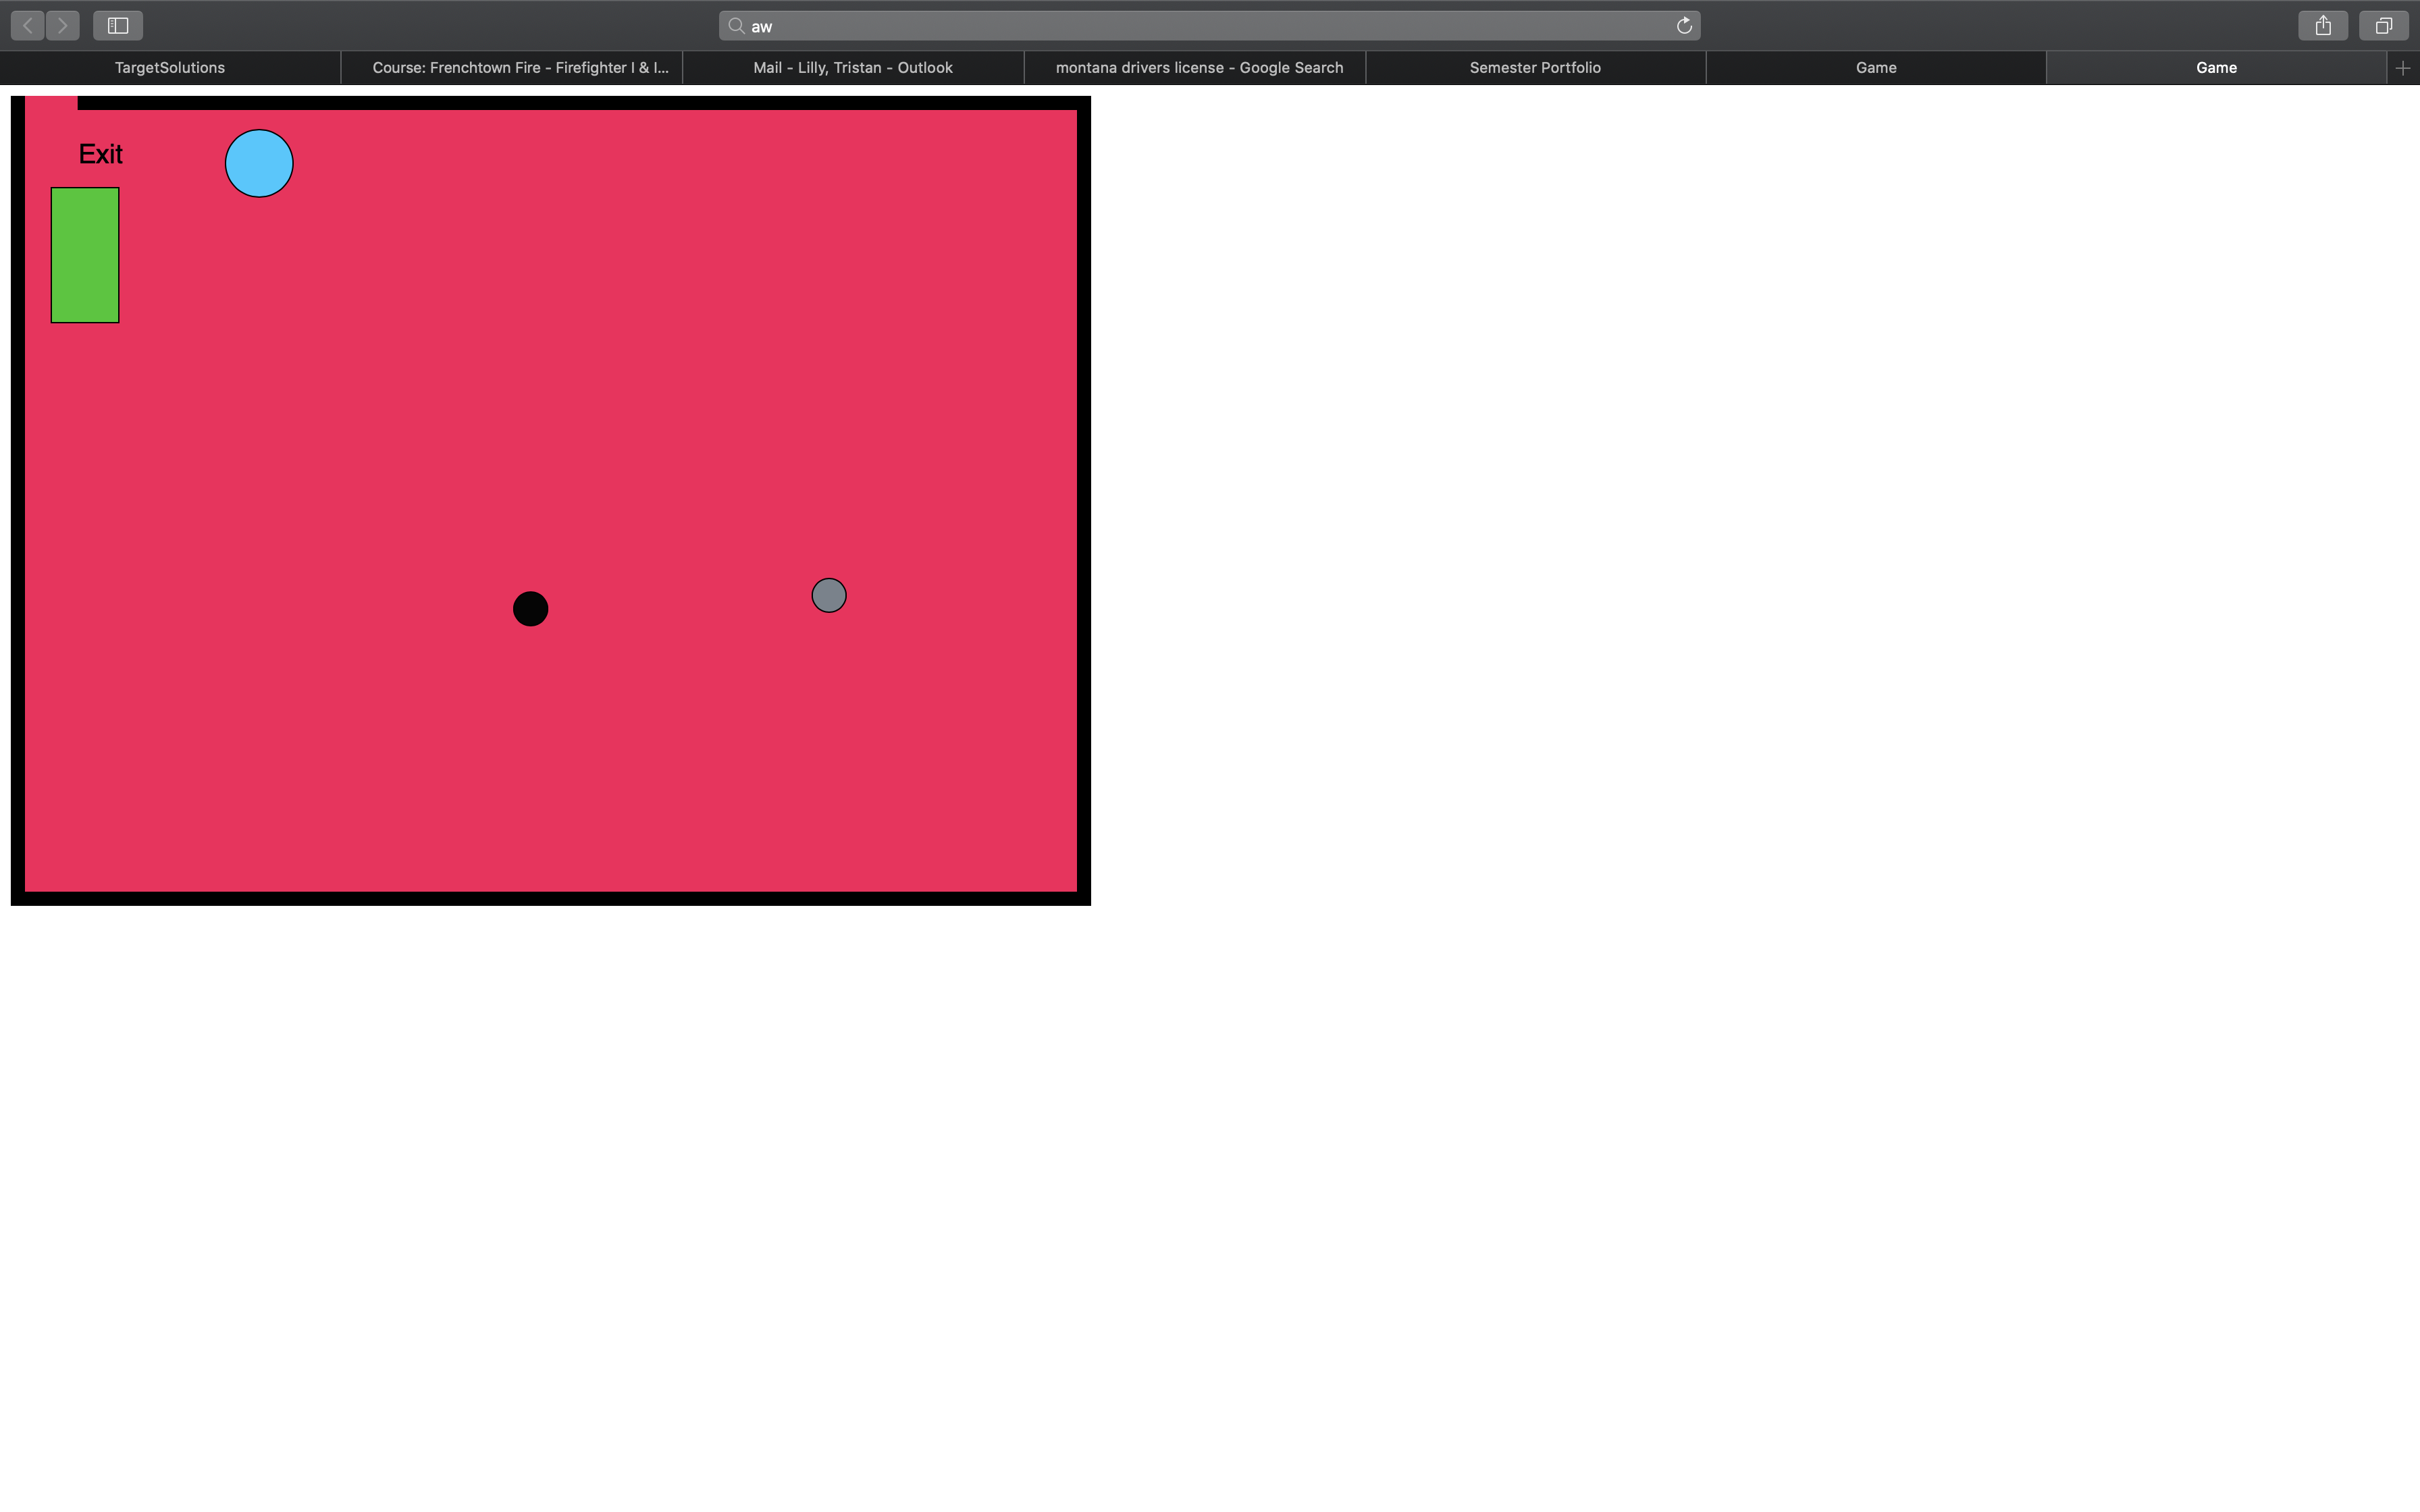 aw
TargetSolutions
Course: Frenchtown Fire - Firefighter I & I...
Mail - Lilly, Tristan - Outlook
montana drivers license - Google Search
Semester Portfolio
Game
Game
Exit